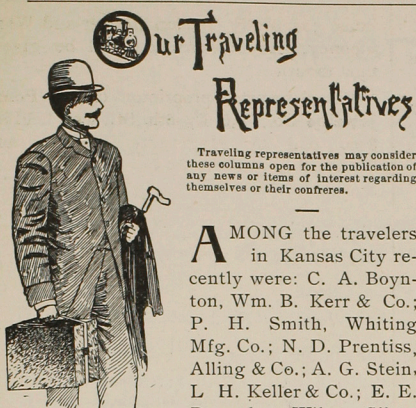 Our Traveling
Representatives
Traveling representatives may consider
these columns open for the publication of
any news or items of interest regarding
themselves or their confreres.
AMONG the travelers
in Kansas City re-
cently were: C. A. Boyn-
ton, Wm. B. Kerr & Co.;
P. H. Smith, Whiting
Mfg. Co.; N. D. Prentiss,
Alling & Co.; A. G. Stein,
L H. Keller & Co.; E. E.